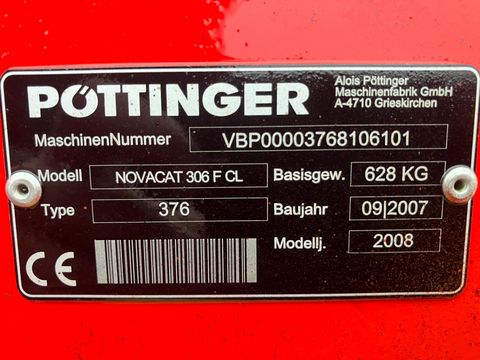 PÖTTINGER
Alois Pöttinger
Maschinenfabrik GmbH
A-4710 Grieskirchen
MaschinenNummer VBP00003768106101
Modell NOVACAT 306 F CL Basisgew. 628 KG
Type 376 Baujahr 09|2007
Modellj. 2008
CE